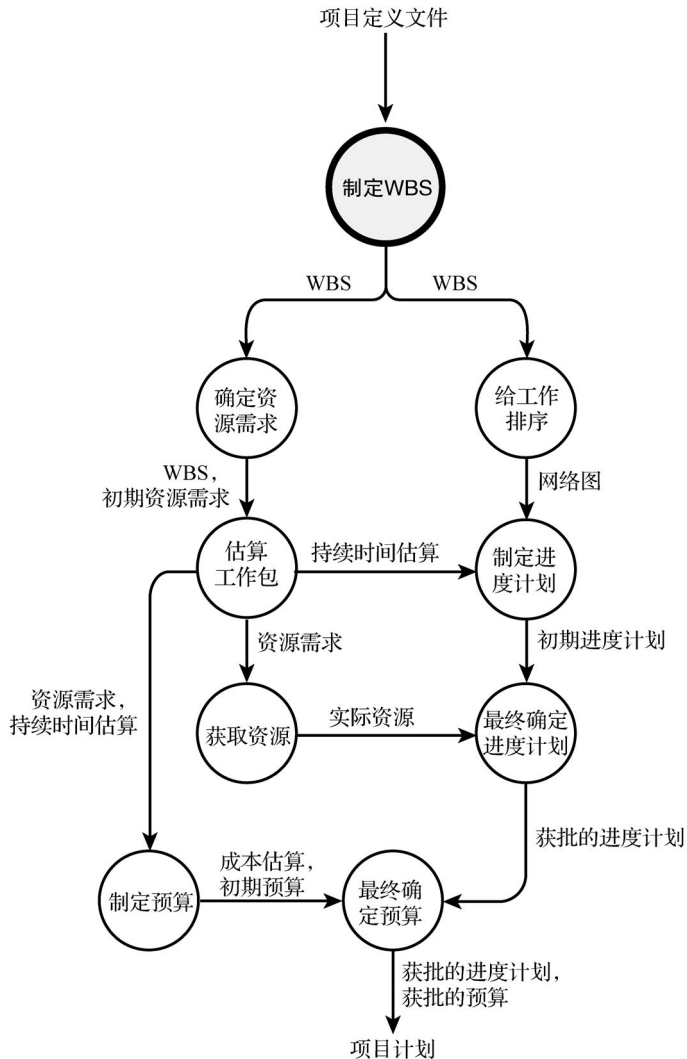 项目定义文件
制定WBS
WBS
WBS
确定资
源需求
给工作
排序
WBS，
初期资源需求
网络图
估算
工作包
持续时间估算
制定进
度计划
资源需求
初期进度计划
资源需求，
持续时间估算
获取资源
实际资源
最终确定
进度计划
获批的进度计划
制定预算
成本估算，
初期预算
最终确
定预算
获批的进度计划，
获批的预算
项目计划